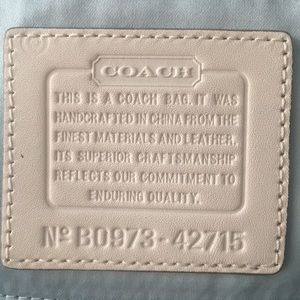 COACH
THIS IS A COACH BAG. IT WAS
HANDCRAFTED IN CHINA FROM THE
FINEST MATERIALS AND LEATHER.
ITS SUPERIOR CRAFTSMANSHIP
REFLECTS OUR COMMITMENT TO
ENDURING QUALITY.
Nº B0973-42715